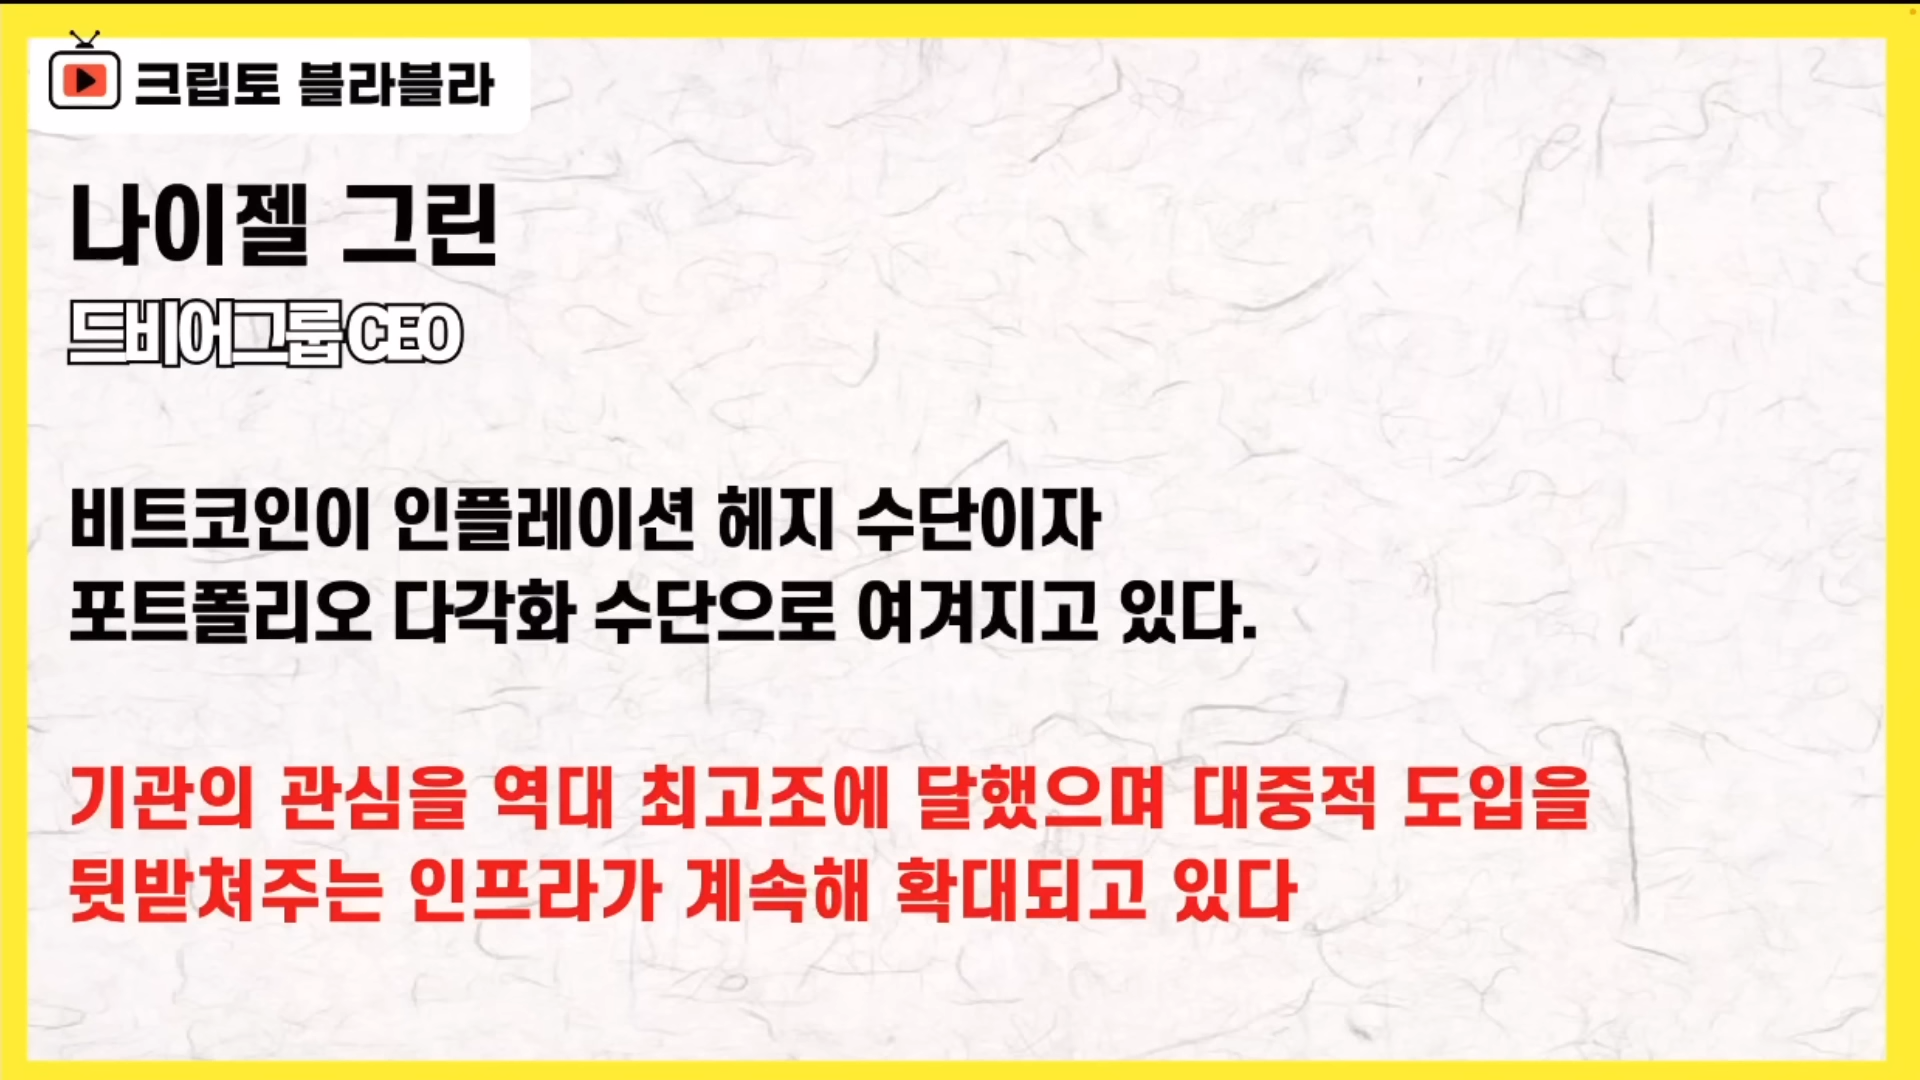 크립토 블라블라
나이젤 그린
드비어그룹 CEO
비트코인이 인플레이션 헤지 수단이자
포트폴리오 다각화 수단으로 여겨지고 있다.
기관의 관심을 역대 최고조에 달했으며 대중적 도입을
뒷받쳐주는 인프라가 계속해 확대되고 있다